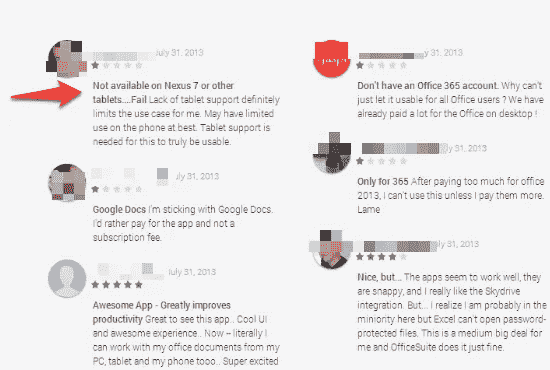 July 31, 2013
Not available on Nexus 7 or other
tablets....Fail Lack of tablet support definitely
limits the use case for me. May have limited
use on the phone at best. Tablet support is
needed for this to truly be usable.
July 31, 2013
Google Docs I'm sticking with Google Docs.
I'd rather pay for the app and not a
subscription fee.
July 31, 2013
Awesome App - Greatly improves
productivity Great to see this app.. Cool UI
and awesome experience.. Now – literally I
can work with my office documents from my
PC, tablet and my phone tooo.. Super excited
31, 2013
Don't have an Office 365 account. Why can't
just let it usable for all Office users ? We have
already paid a lot for the Office on desktop !
31, 2013
Only for 365 After paying too much for office
2013, I can't use this unless I pay them more.
Lame
July 31, 2013
Nice, but... The apps seem to work well, they
are snappy, and I really like the Skydrive
integration. But... I realize I am probably in the
miniority here but Excel can't open password-
protected files. This is a medium big deal for
me and OfficeSuite does it just fine.